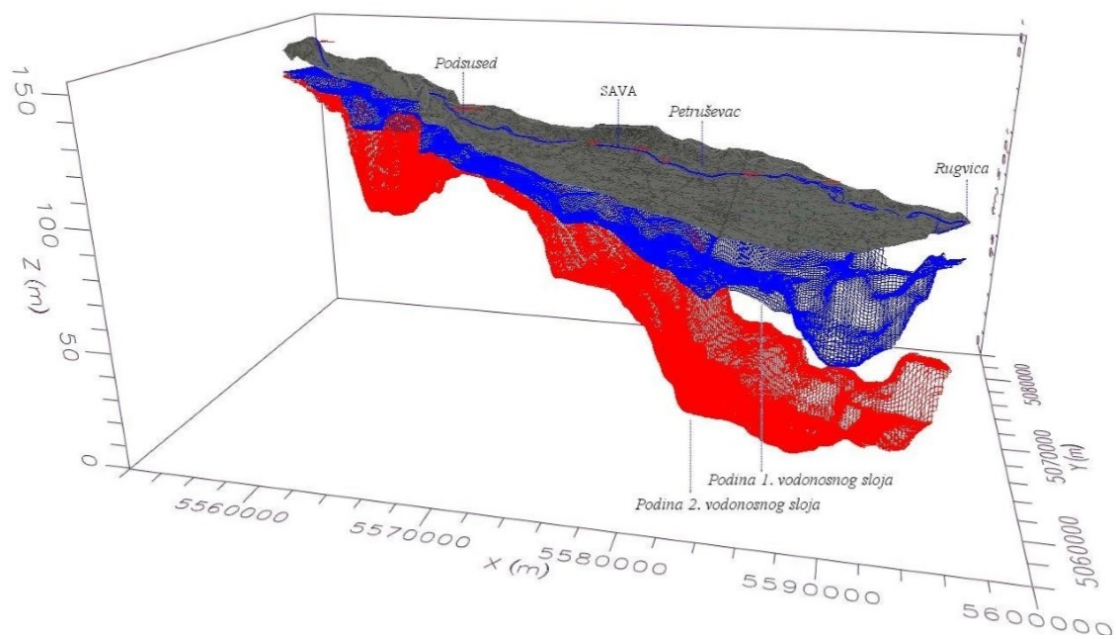 150
100
50
0
Z (m)
Podsused
SAVA
Petruševac
Rugvica
Podina 1. vodonosnog sloja
Podina 2. vodonosnog sloja
5560000
5570000
5580000
5590000
5600000
X (m)
5080000
5070000
5060000
Y (m)